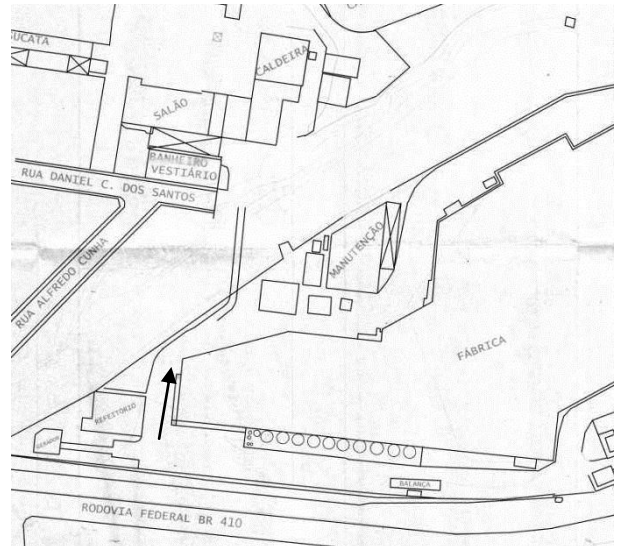 UCATA
CALDEIRA
SALÃO
BANHEIRO
VESTIÁRIO
RUA DANIEL C. DOS SANTOS
RUA ALFREDO CUNHA
MANUTENÇÃO
FÁBRICA
REFEITÓRIO
BALANÇA
RODOVIA FEDERAL BR 410